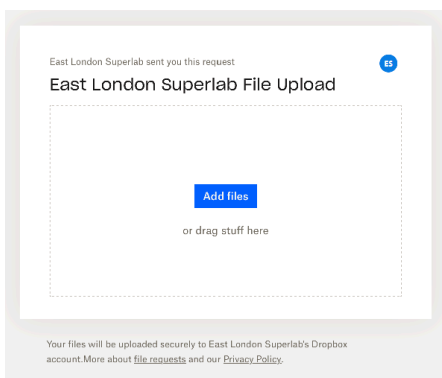 East London Superlab sent you this request
ES
East London Superlab File Upload
Add files
or drag stuff here
Your files will be uploaded securely to East London Superlab's Dropbox
account.More about file requests and our Privacy Policy.